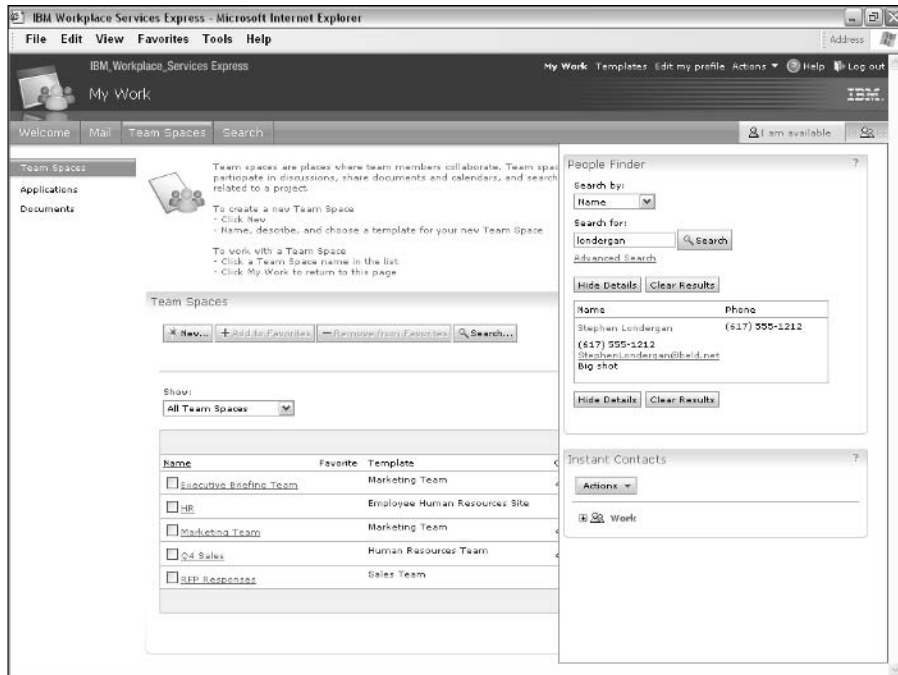 IBM Workplace Services Express - Microsoft Internet Explorer
File Edit View Favorites Tools Help
Address
IBM_Workplace_Services Express
My Work Templates Edit my profile Actions Help Log out
My Work
IBM.
Welcome Mail Team Spaces Search
I am available
Team Spaces
Applications
Documents
Team spaces are places where team members collaborate. Team spa
participate in discussions, share documents and calendars, and search
related to a project.
To create a new Team Space
- Click New
- Name, describe, and choose a template for your new Team Space
To work with a Team Space
- Click a Team Space name in the list
- Click My Work to return to this page
Team Spaces
New... Add to Favorites Remove from Favorites Search...
Show:
All Team Spaces
Name Favorite Template
Executive Briefing Team Marketing Team
HR Employee Human Resources Site
Marketing Team Marketing Team
Q4 Sales Human Resources Team
RFP Responses Sales Team
People Finder ?
Search by:
Name
Search for:
londergan Search
Advanced Search
Hide Details Clear Results
Name Phone
Stephen Londergan (617) 555-1212
(617) 555-1212
StephenLondergan@beld.net
Big shot
Hide Details Clear Results
Instant Contacts ?
Actions
Work